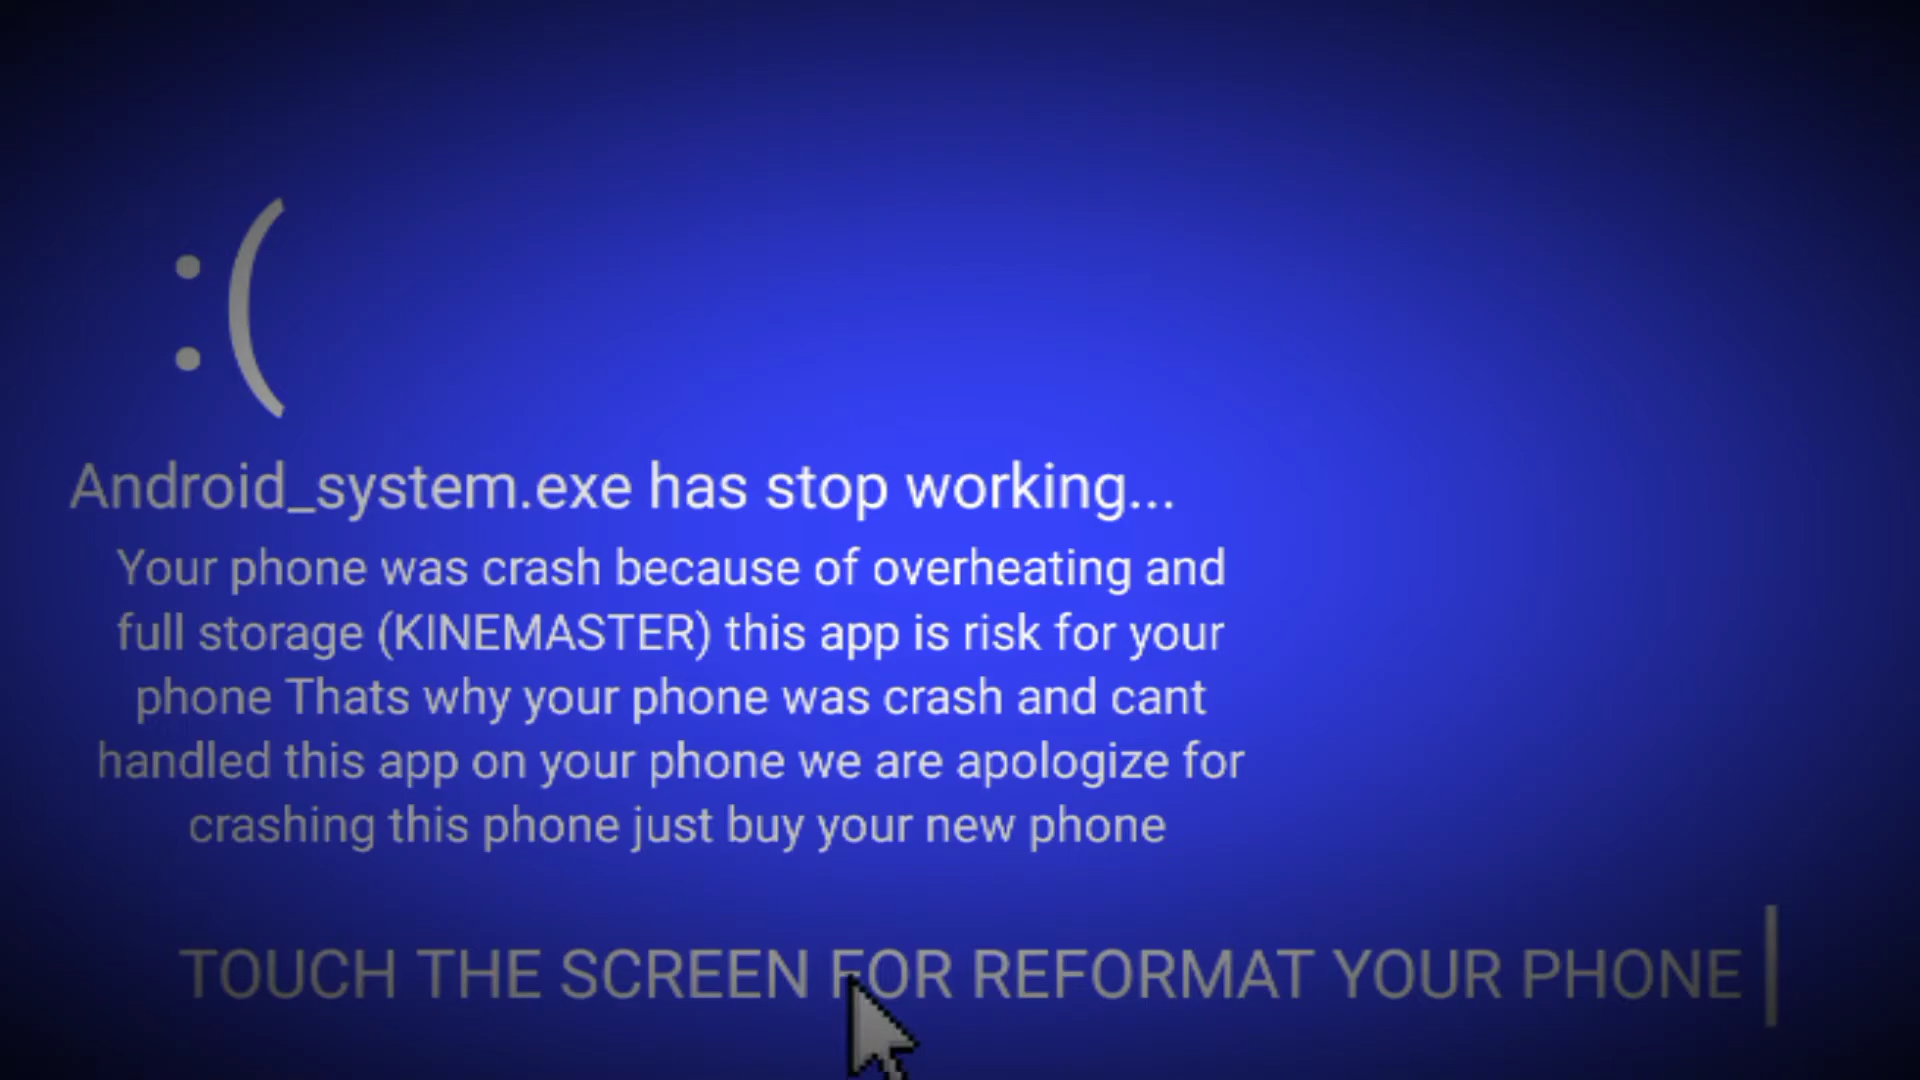 :(
Android_system.exe has stop working...
Your phone was crash because of overheating and
full storage (KINEMASTER) this app is risk for your
phone Thats why your phone was crash and cant
handled this app on your phone we are apologize for
crashing this phone just buy your new phone
TOUCH THE SCREEN FOR REFORMAT YOUR PHONE